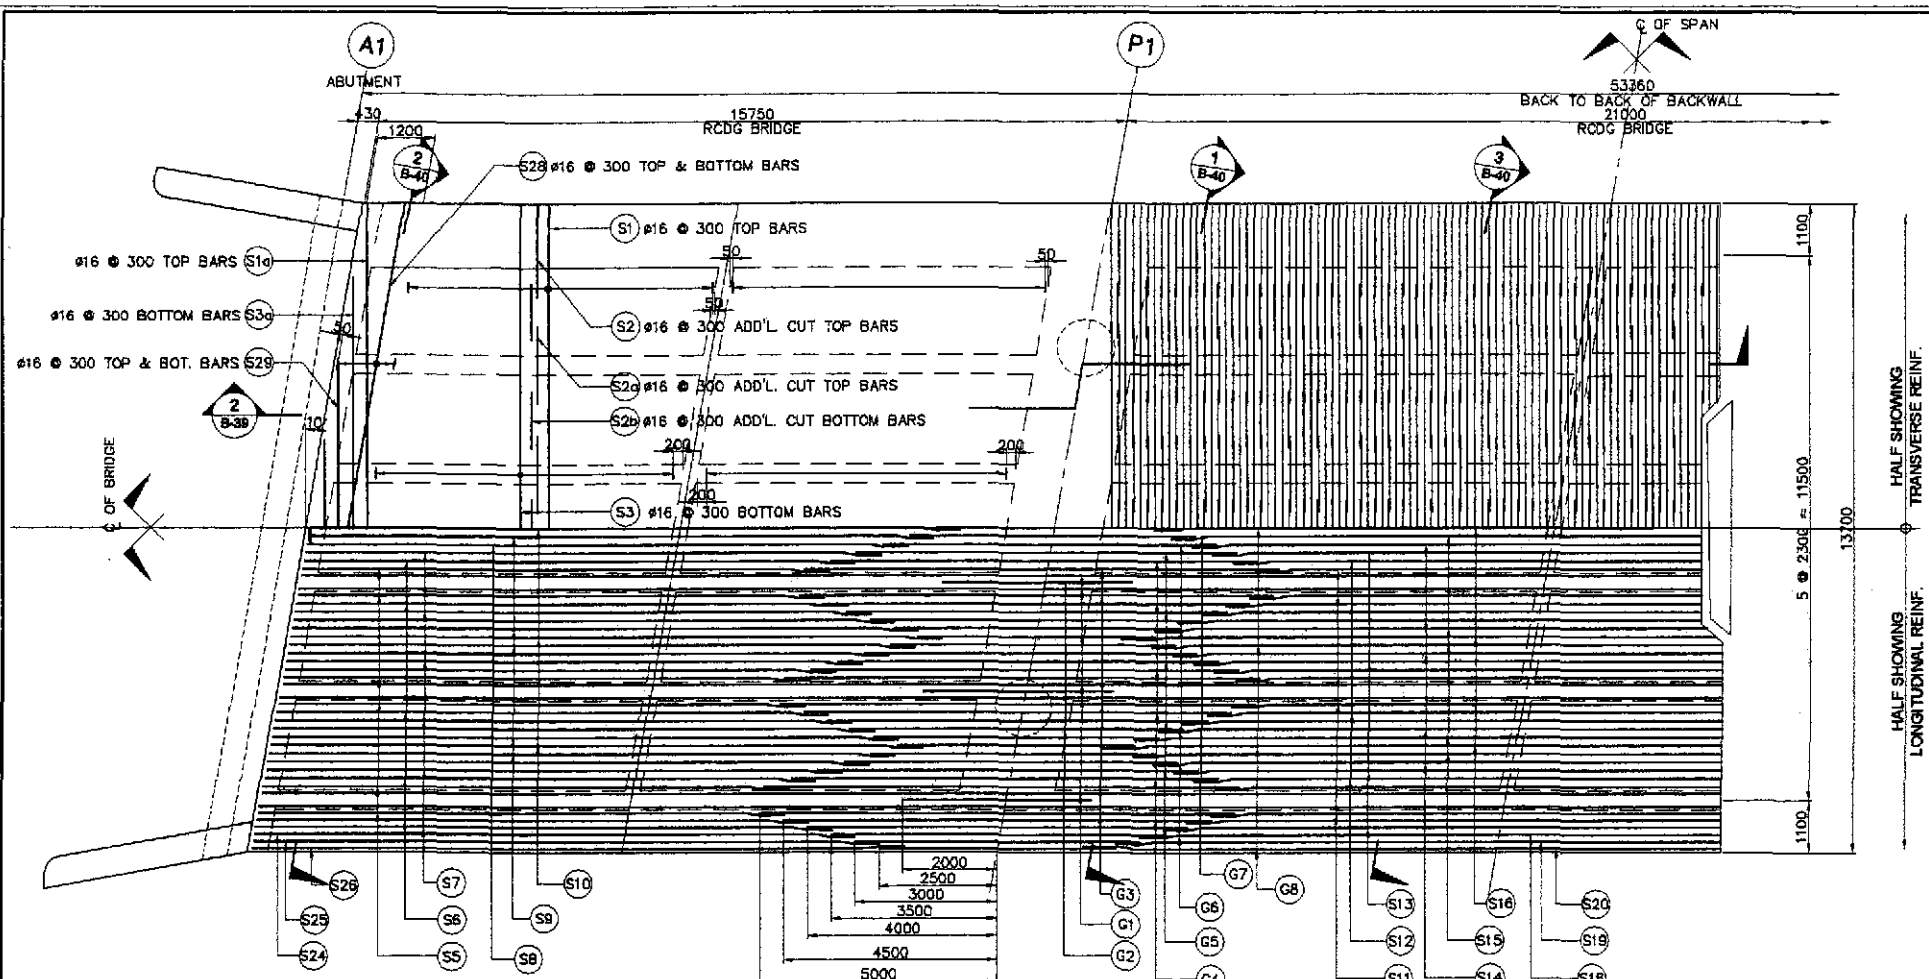 A1
P1
℄ OF SPAN
ABUTMENT
53360
BACK TO BACK OF BACKWALL
430
15750
RCDG BRIDGE
21000
RCDG BRIDGE
1200
2
B-40
S28 ø16 @ 300 TOP & BOTTOM BARS
1
B-40
3
B-40
S1 ø16 @ 300 TOP BARS
1100
ø16 @ 300 TOP BARS S1a
50
50
50
ø16 @ 300 BOTTOM BARS S3a
S2 ø16 @ 300 ADD'L. CUT TOP BARS
50
ø16 @ 300 TOP & BOT. BARS S29
S2a ø16 @ 300 ADD'L. CUT TOP BARS
2
B-39
10
S2b ø16 @ 300 ADD'L. CUT BOTTOM BARS
200
200
200
S3 ø16 @ 300 BOTTOM BARS
℄ OF BRIDGE
HALF SHOWING
TRANSVERSE REINF.
5 @ 2300 = 11500
13700
HALF SHOWING
LONGITUDINAL REINF.
1100
2000
2500
3000
3500
4000
4500
5000
S26
S25
S24
S7
S6
S5
S10
S9
S8
G3
G1
G2
G7
G8
G6
G5
G4
S13
S12
S11
S16
S15
S14
S20
S19
S18